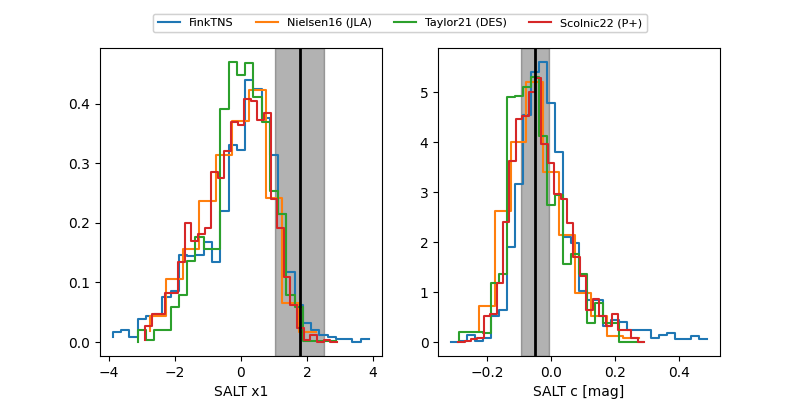 FinkTNS Nielsen16 (JLA) Taylor21 (DES) Scolnic22 (P+)
0.4
0.3
0.2
0.1
0.0
−4 −2 0 2 4
SALT x1
5
4
3
2
1
0
−0.2 0.0 0.2 0.4
SALT c [mag]